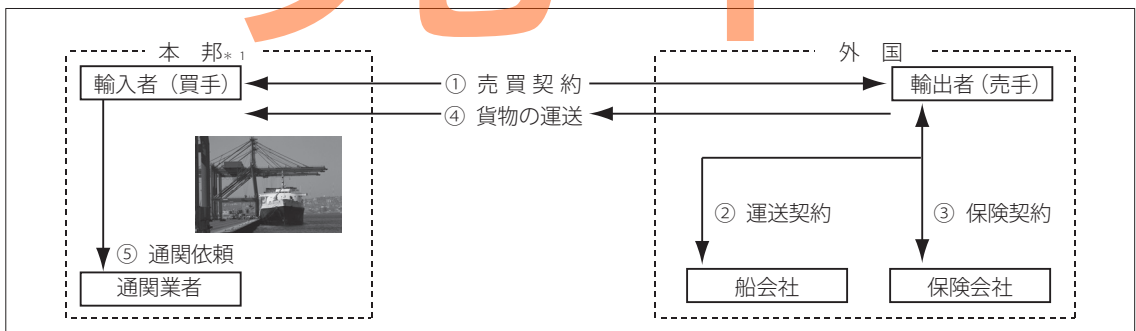 本 邦*1
外 国
輸入者（買手）
① 売 買 契 約
輸出者（売手）
④ 貨物の運送
② 運送契約
③ 保険契約
⑤ 通関依頼
通関業者
船会社
保険会社